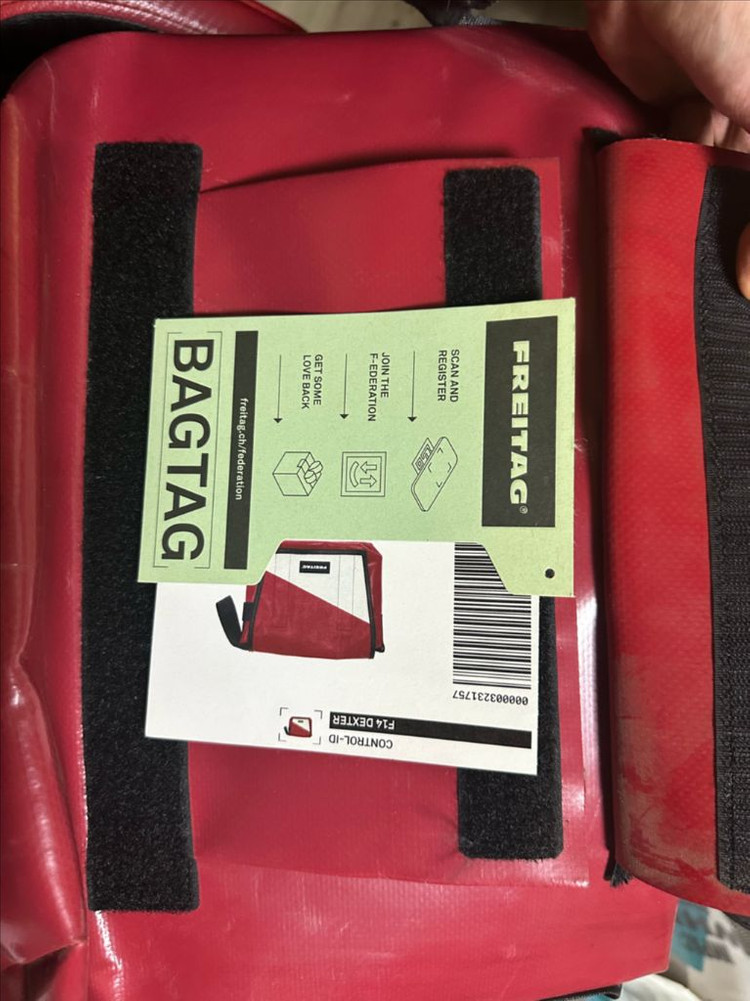 FREITAG®
SCAN AND
REGISTER
JOIN THE
F-EDERATION
GET SOME
LOVE BACK
freitag.ch/federation
BAGTAG
FREITAG
000003231757
F14 DEXTER
CONTROL-ID